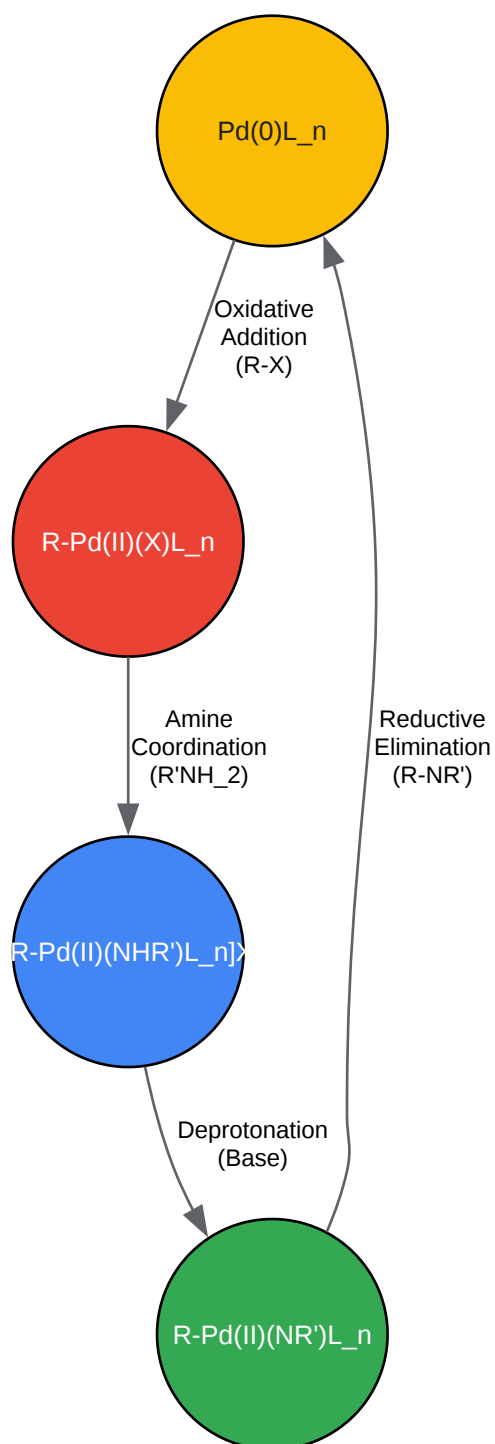 Pd(0)L_n
Oxidative
Addition
(R-X)
R-Pd(II)(X)L_n
Amine
Coordination
(R'NH_2)
Reductive
Elimination
(R-NR')
R-Pd(II)(NHR')L_n]X
Deprotonation
(Base)
R-Pd(II)(NR')L_n